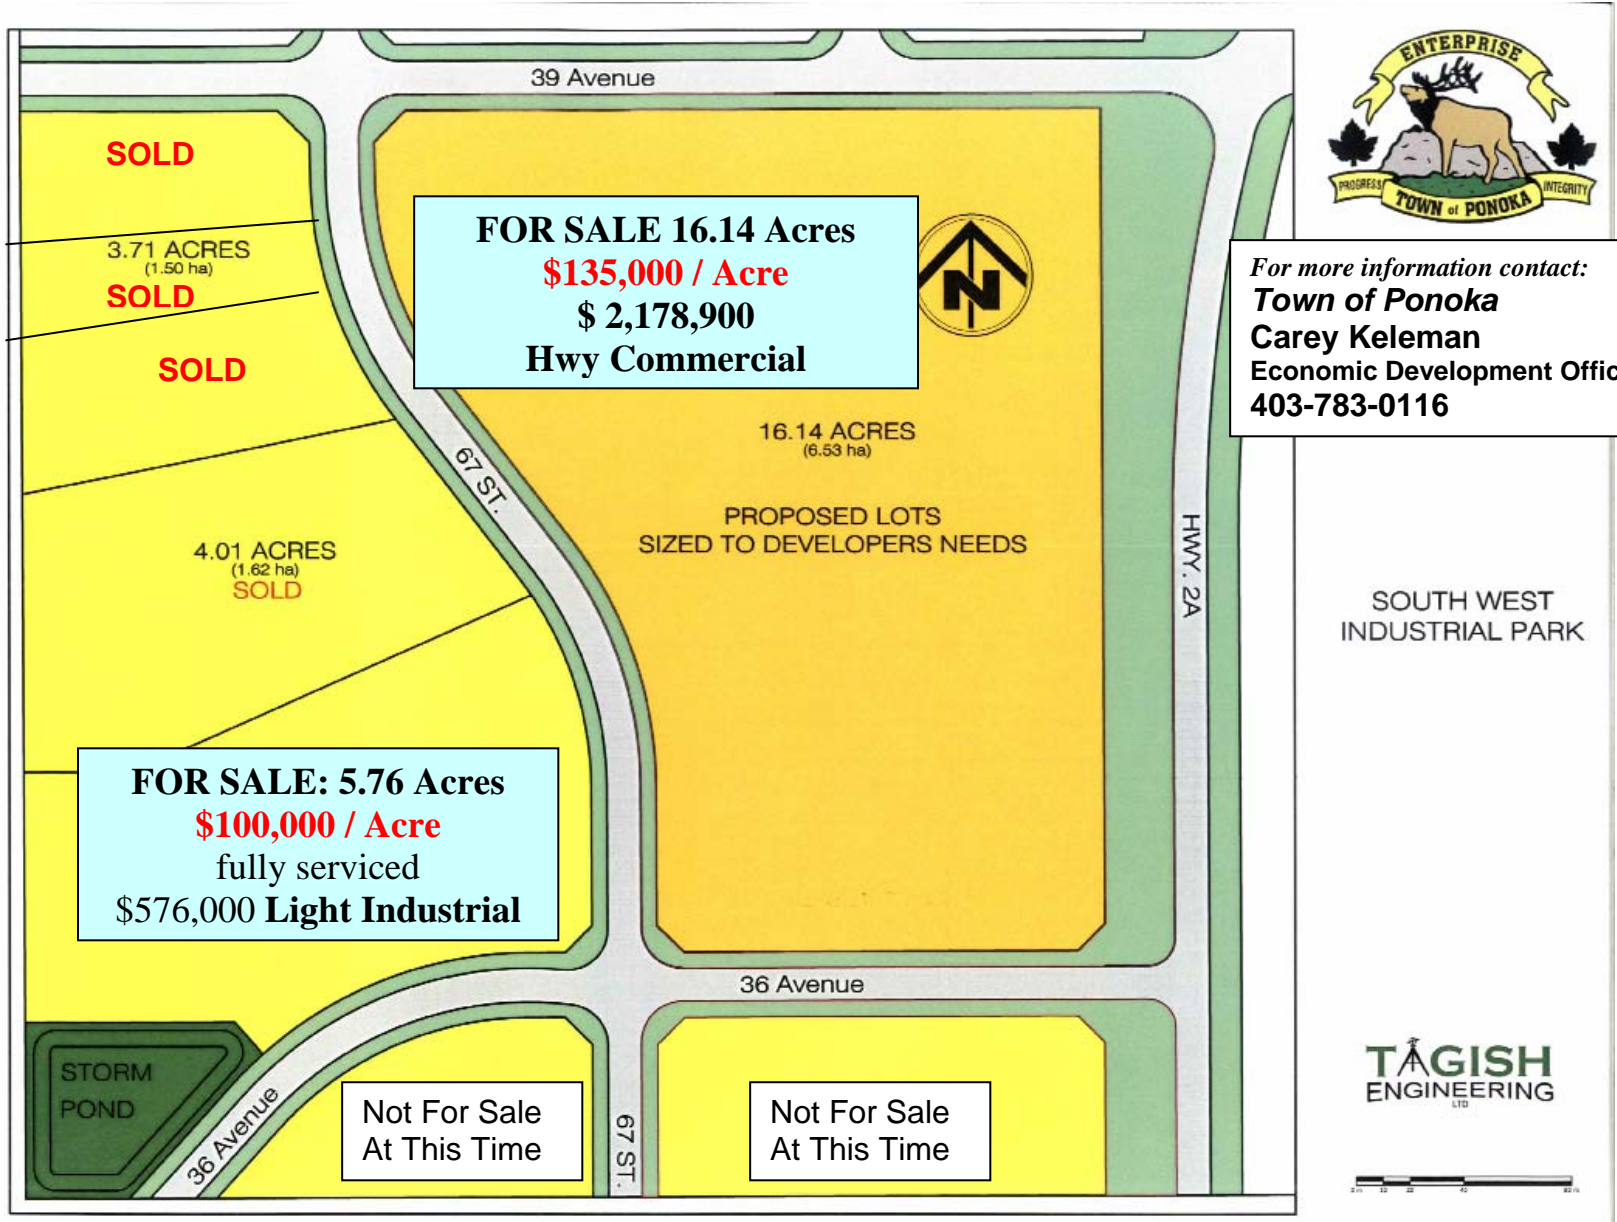 39 Avenue
ENTERPRISE
PROGRESS
INTEGRITY
TOWN of PONOKA
SOLD
3.71 ACRES
(1.50 ha)
SOLD
SOLD
FOR SALE 16.14 Acres
$135,000 / Acre
$ 2,178,900
Hwy Commercial
N
For more information contact:
Town of Ponoka
Carey Keleman
Economic Development Offic
403-783-0116
16.14 ACRES
(6.53 ha)
PROPOSED LOTS
SIZED TO DEVELOPERS NEEDS
67 ST.
HWY. 2A
4.01 ACRES
(1.62 ha)
SOLD
SOUTH WEST
INDUSTRIAL PARK
FOR SALE: 5.76 Acres
$100,000 / Acre
fully serviced
$576,000 Light Industrial
36 Avenue
STORM
POND
36 Avenue
Not For Sale
At This Time
67 ST.
Not For Sale
At This Time
TAGISH
ENGINEERING
LTD